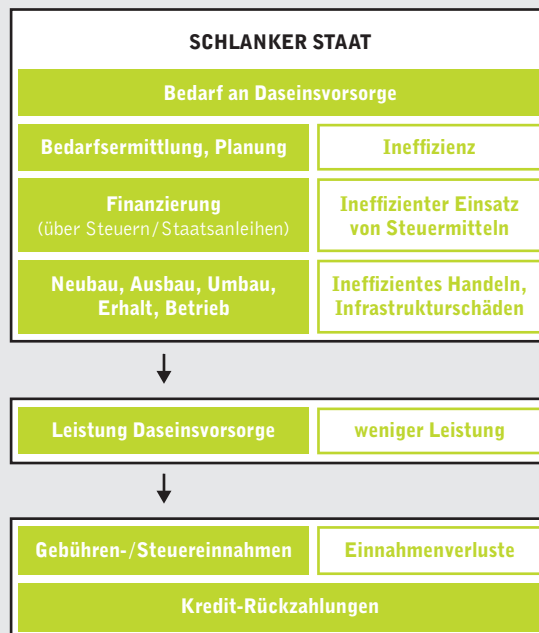 SCHLANKER STAAT
Bedarf an Daseinsvorsorge
Bedarfsermittlung, Planung
Ineffizienz
Finanzierung
(über Steuern/Staatsanleihen)
Ineffizienter Einsatz
von Steuermitteln
Neubau, Ausbau, Umbau,
Erhalt, Betrieb
Ineffizientes Handeln,
Infrastrukturschäden
Leistung Daseinsvorsorge
weniger Leistung
Gebühren-/Steuereinnahmen
Einnahmenverluste
Kredit-Rückzahlungen